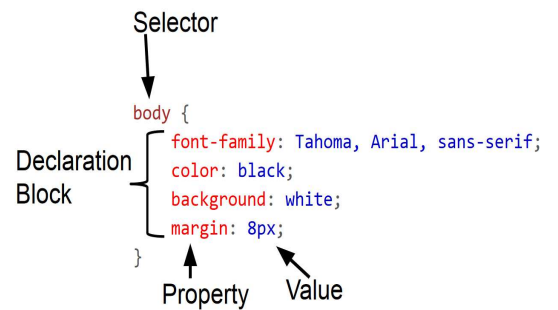 Selector
body {
font-family: Tahoma, Arial, sans-serif;
color: black;
background: white;
margin: 8px;
}
Declaration
Block
Property
Value